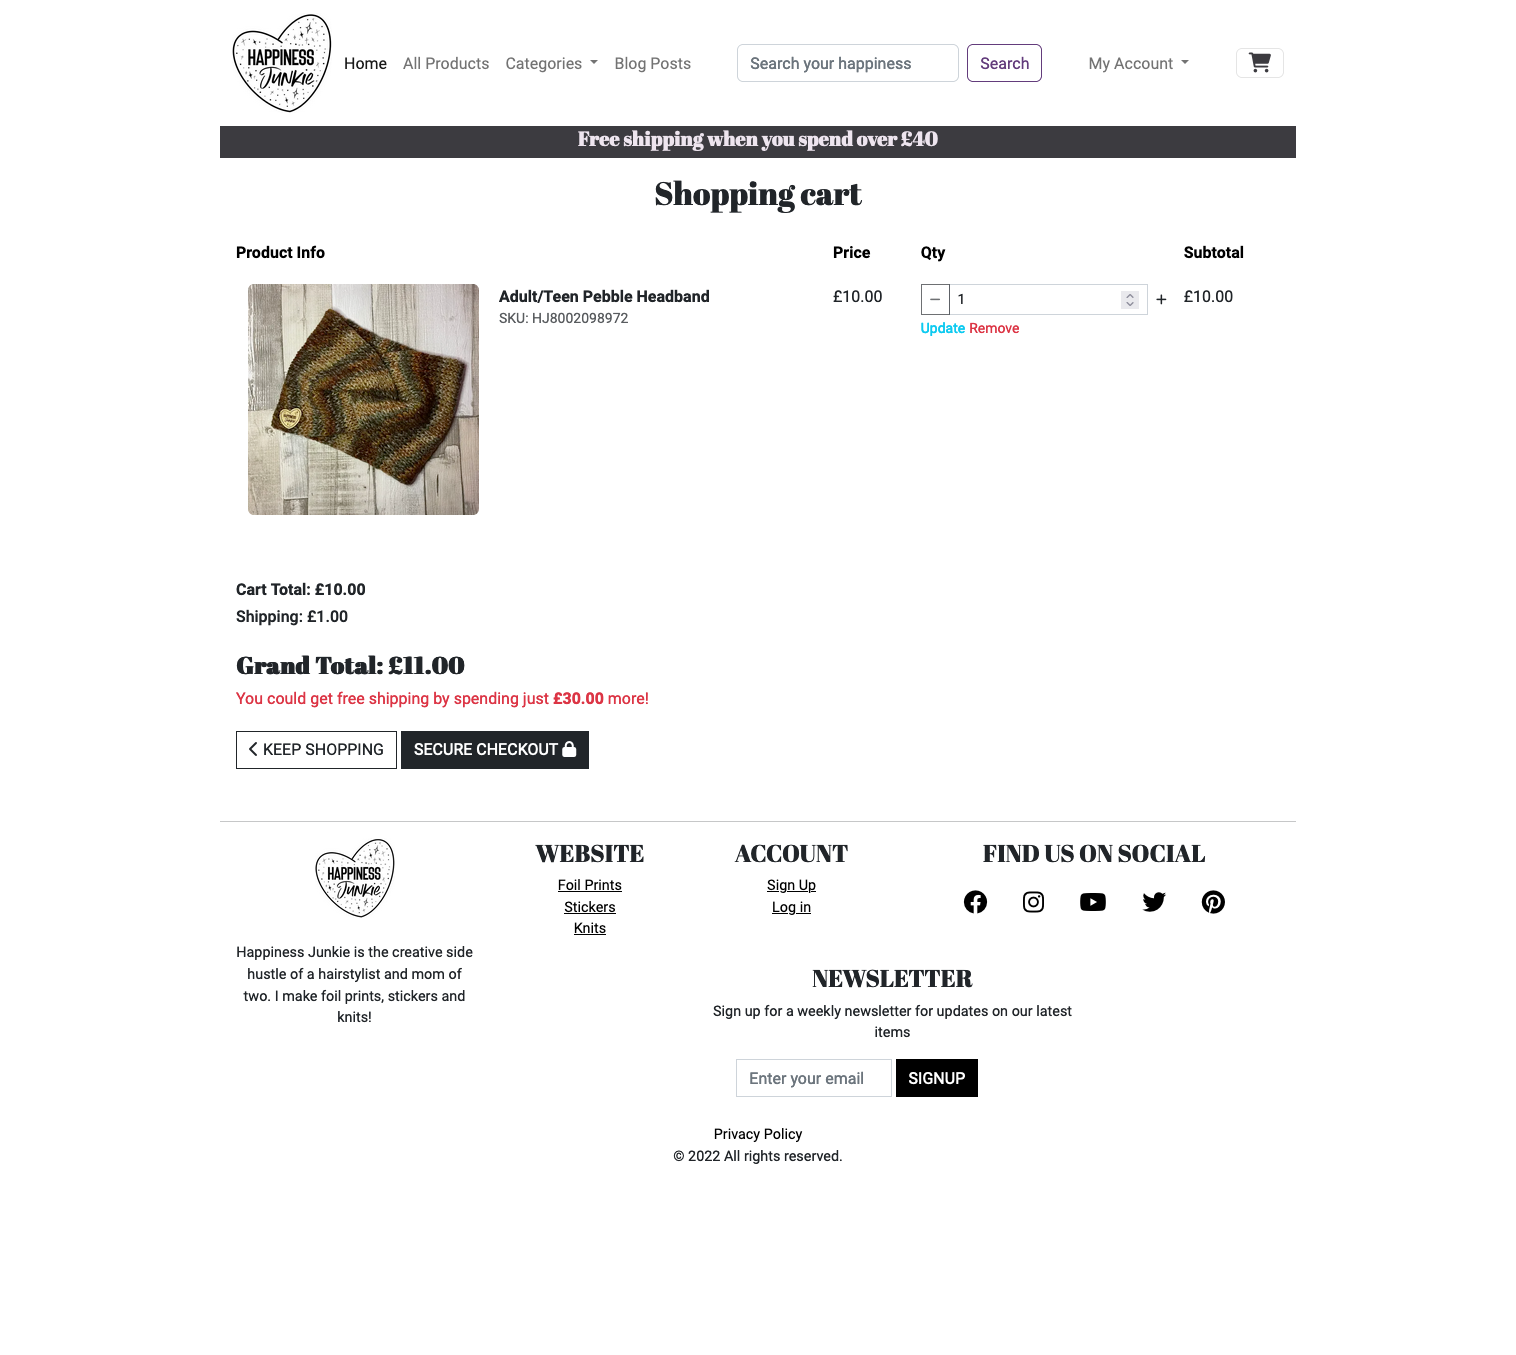 HAPPINESS
Junkie
Home
All Products
Categories
Blog Posts
Search your happiness
Search
My Account
Free shipping when you spend over £40
Shopping cart
Product Info
Price
Qty
Subtotal
Adult/Teen Pebble Headband
£10.00
1
+
£10.00
SKU: HJ8002098972
Update Remove
Cart Total: £10.00
Shipping: £1.00
Grand Total: £11.00
You could get free shipping by spending just £30.00 more!
KEEP SHOPPING
SECURE CHECKOUT
HAPPINESS
Junkie
Happiness Junkie is the creative side
hustle of a hairstylist and mom of
two. I make foil prints, stickers and
knits!
WEBSITE
Foil Prints
Stickers
Knits
ACCOUNT
Sign Up
Log in
FIND US ON SOCIAL
NEWSLETTER
Sign up for a weekly newsletter for updates on our latest
items
Enter your email
SIGNUP
Privacy Policy
© 2022 All rights reserved.